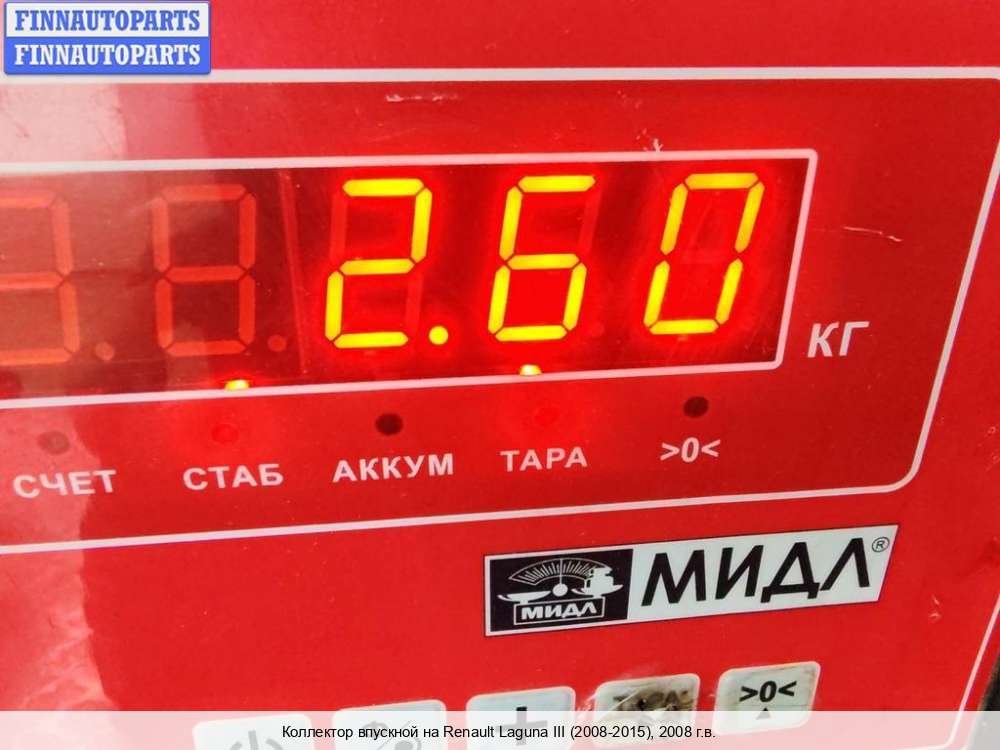 FINNAUTOPARTS
FINNAUTOPARTS
2.60
КГ
СЧЕТ СТАБ АККУМ ТАРА >0<
МИДЛ МИДЛ®
>0<
Коллектор впускной на Renault Laguna III (2008-2015), 2008 г.в.